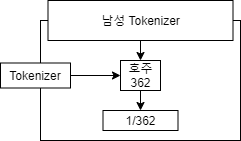 남성 Tokenizer
Tokenizer
호주
362
1/362